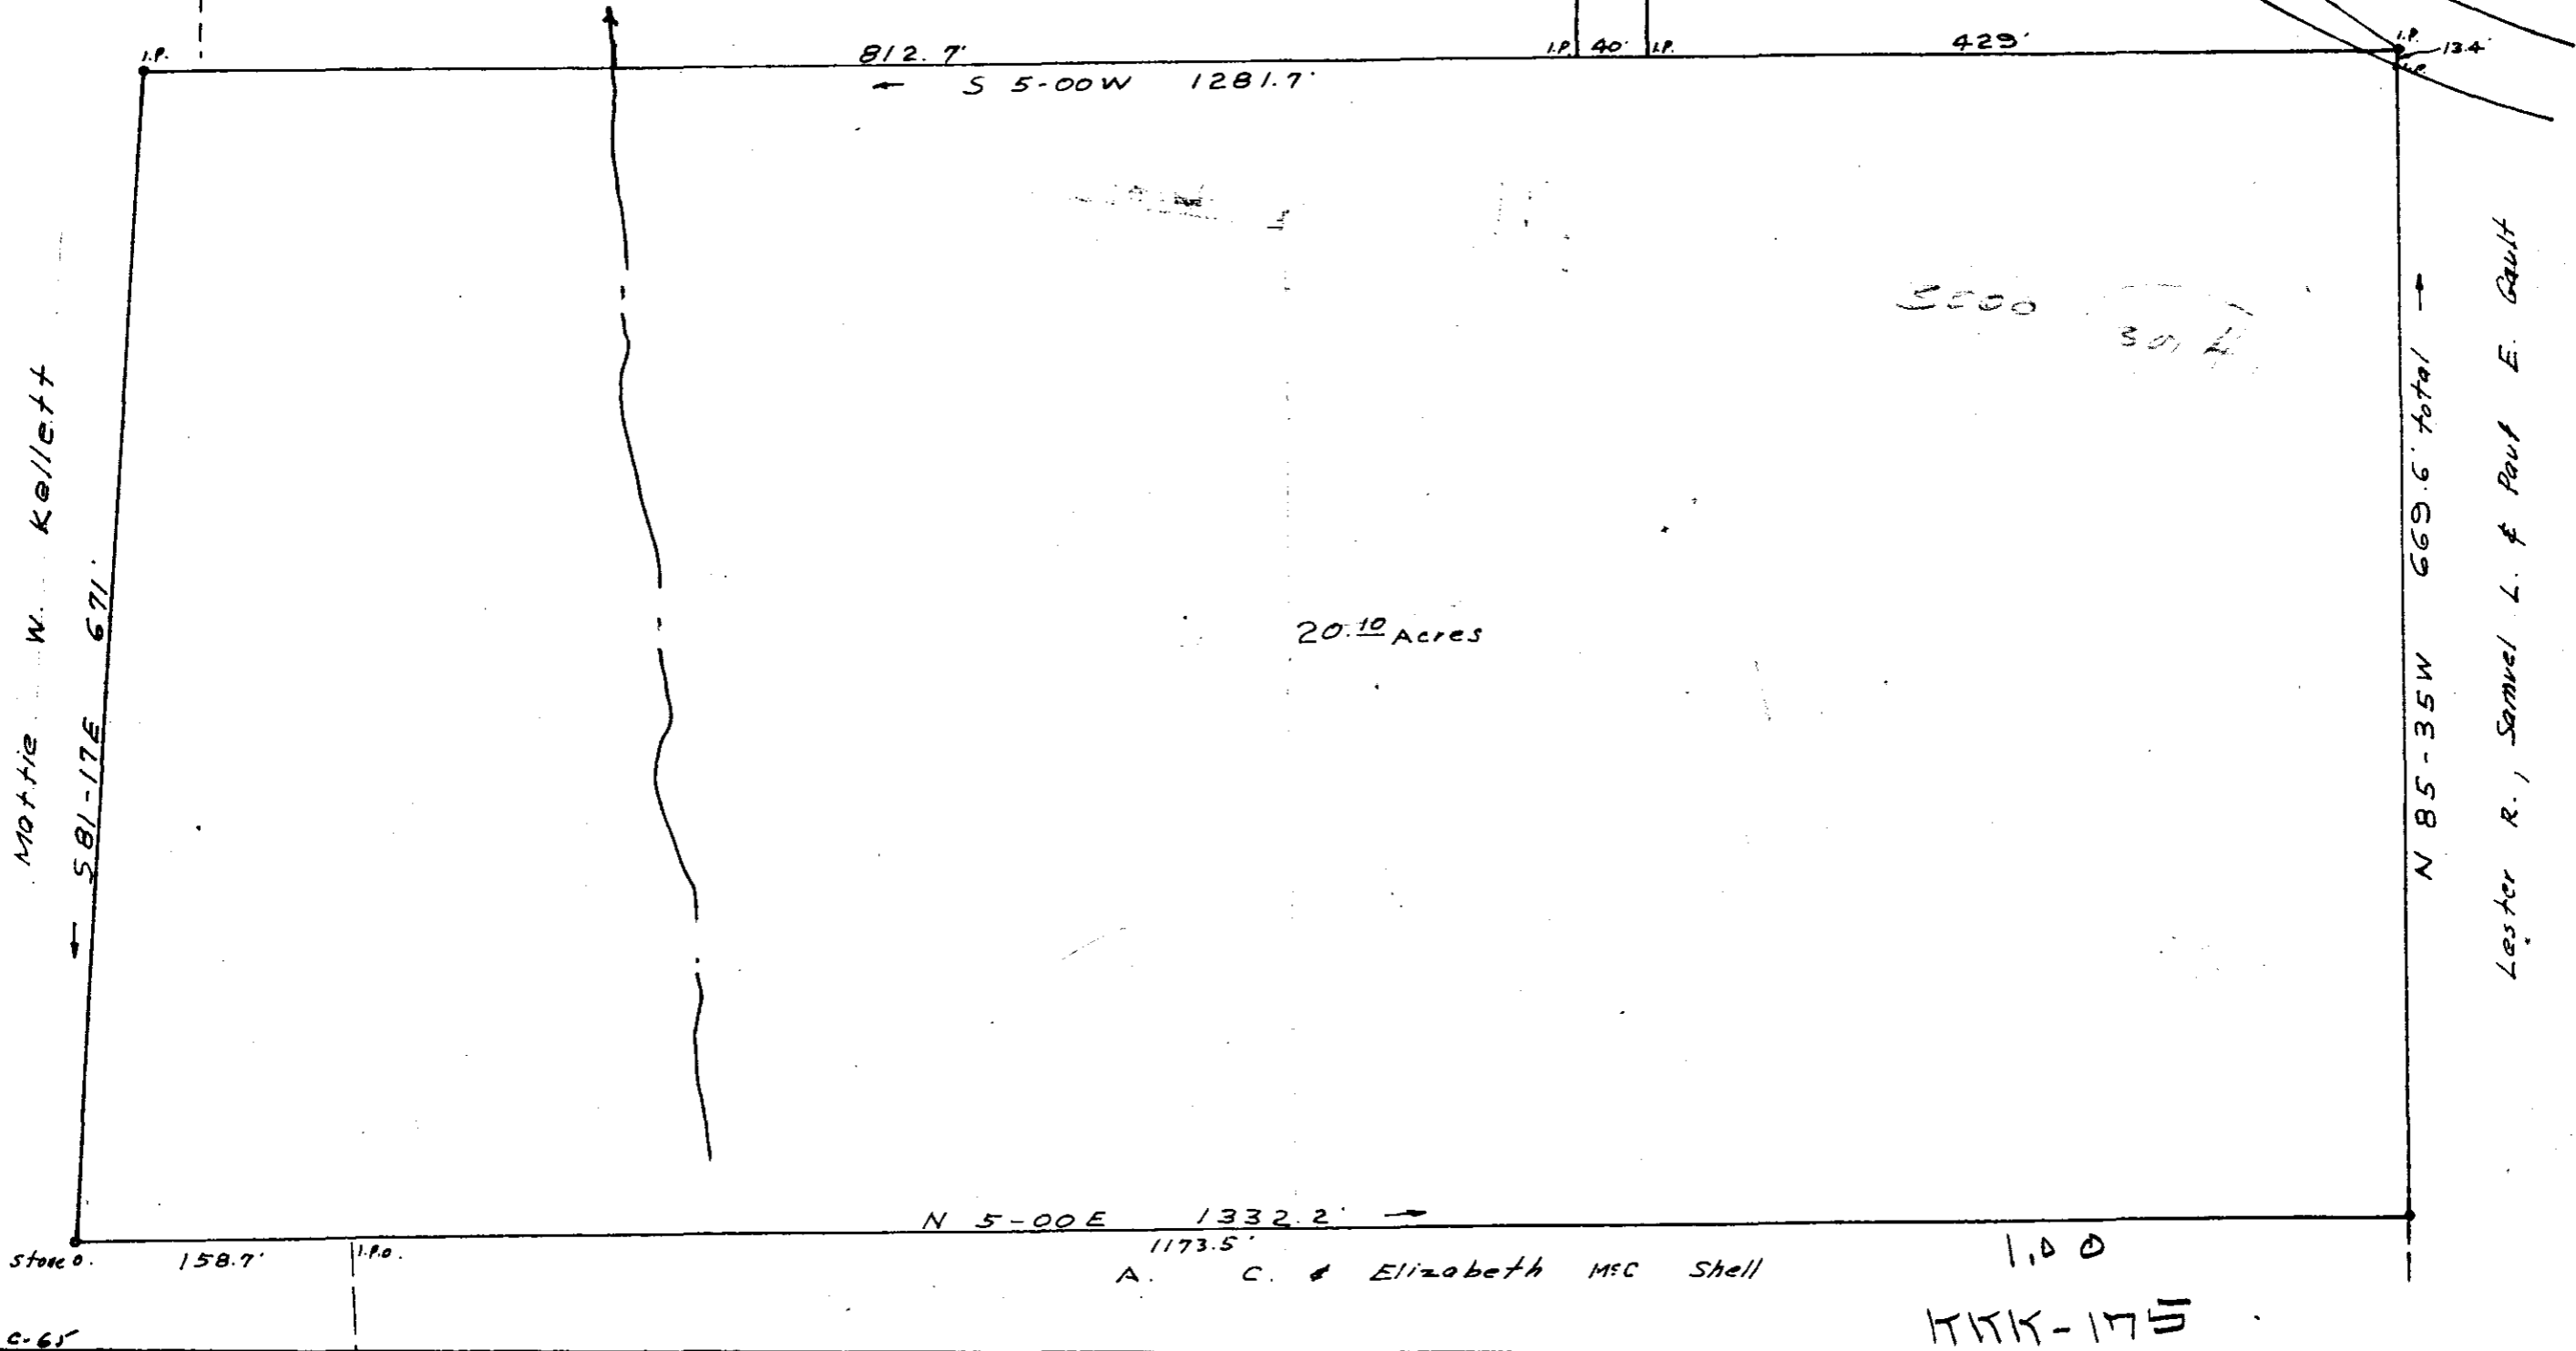 I.P.
812.7'
I.P. 40' I.P.
429'
I.P.
13.4'
I.P.
← S 5-00W 1281.7'
Mattie W. Kellett
← S81-17E 671'
20.10 Acres
N 85-35W 669.6' total →
Lester R., Samuel L. & Paul E. Gault
N 5-00E 1332.2' →
Stone o.
158.7'
I.P.O.
1173.5'
A. C. & Elizabeth McC Shell
1.00
KKK-175
C-65